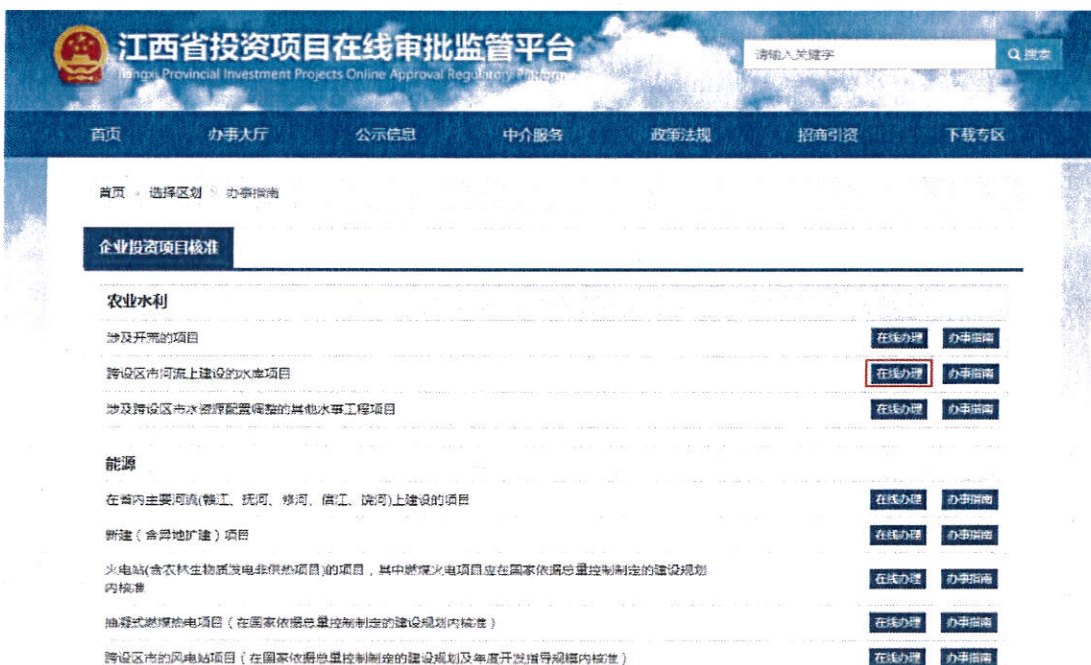 江西省投资项目在线审批监管平台
Jiangxi Provincial Investment Projects Online Approval Regulatory Platform
请输入关键字
搜索
首页 办事大厅 公示信息 中介服务 政策法规 招商引资 下载专区
首页 > 选择区划 > 办事指南
企业投资项目核准
农业水利
涉及开荒的项目 在线办理 办事指南
跨设区市河流上建设的水库项目 在线办理 办事指南
涉及跨设区市水资源配置调整的其他水事工程项目 在线办理 办事指南
能源
在省内主要河流(赣江、抚河、修河、信江、饶河)上建设的项目 在线办理 办事指南
新建(含异地扩建)项目 在线办理 办事指南
火电站(含农林生物质发电非供热项目)的项目,其中燃煤火电项目应在国家依据总量控制制定的建设规划
内核准 在线办理 办事指南
抽凝式燃煤热电项目(在国家依据总量控制制定的建设规划内核准) 在线办理 办事指南
跨设区市的风电站项目(在国家依据总量控制制定的建设规划及年度开发指导规模内核准) 在线办理 办事指南